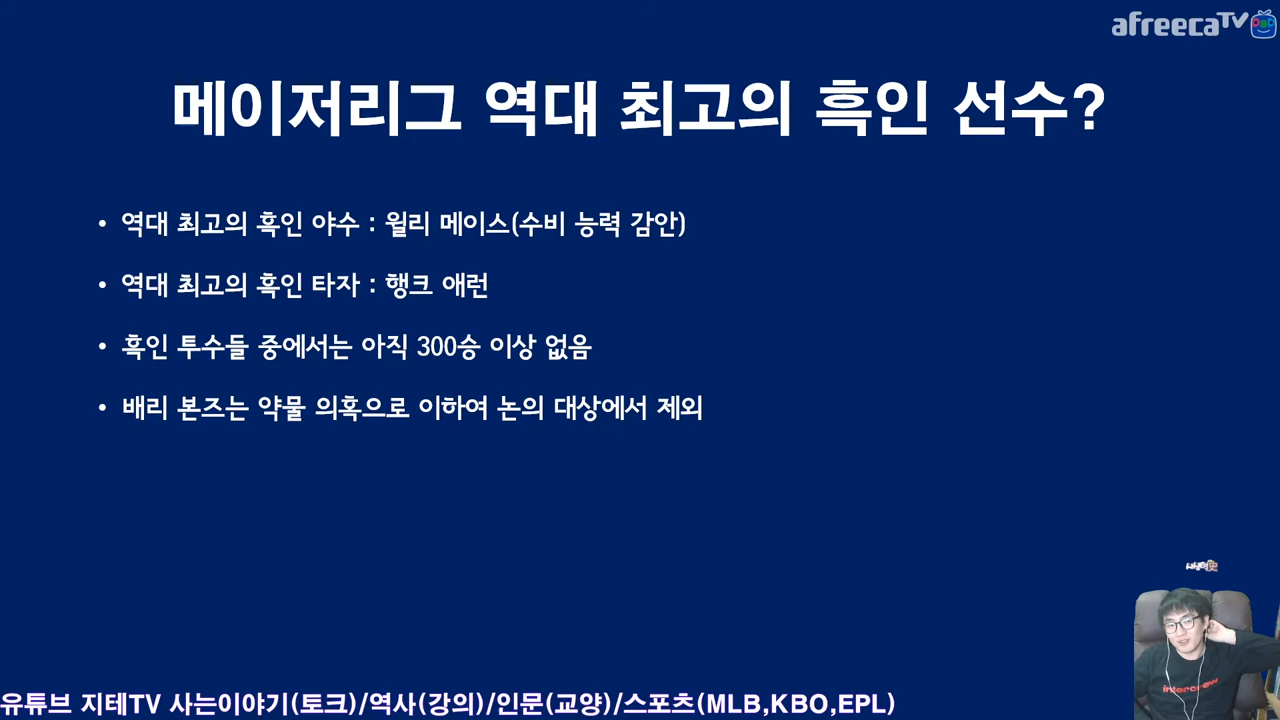 afreecaTV
메이저리그 역대 최고의 흑인 선수?
• 역대 최고의 흑인 야수 : 윌리 메이스(수비 능력 감안)
• 역대 최고의 흑인 타자 : 행크 애런
• 흑인 투수들 중에서는 아직 300승 이상 없음
• 배리 본즈는 약물 의혹으로 이하여 논의 대상에서 제외
intercrew
유튜브 지테TV 사는이야기(토크)/역사(강의)/인문(교양)/스포츠(MLB,KBO,EPL)